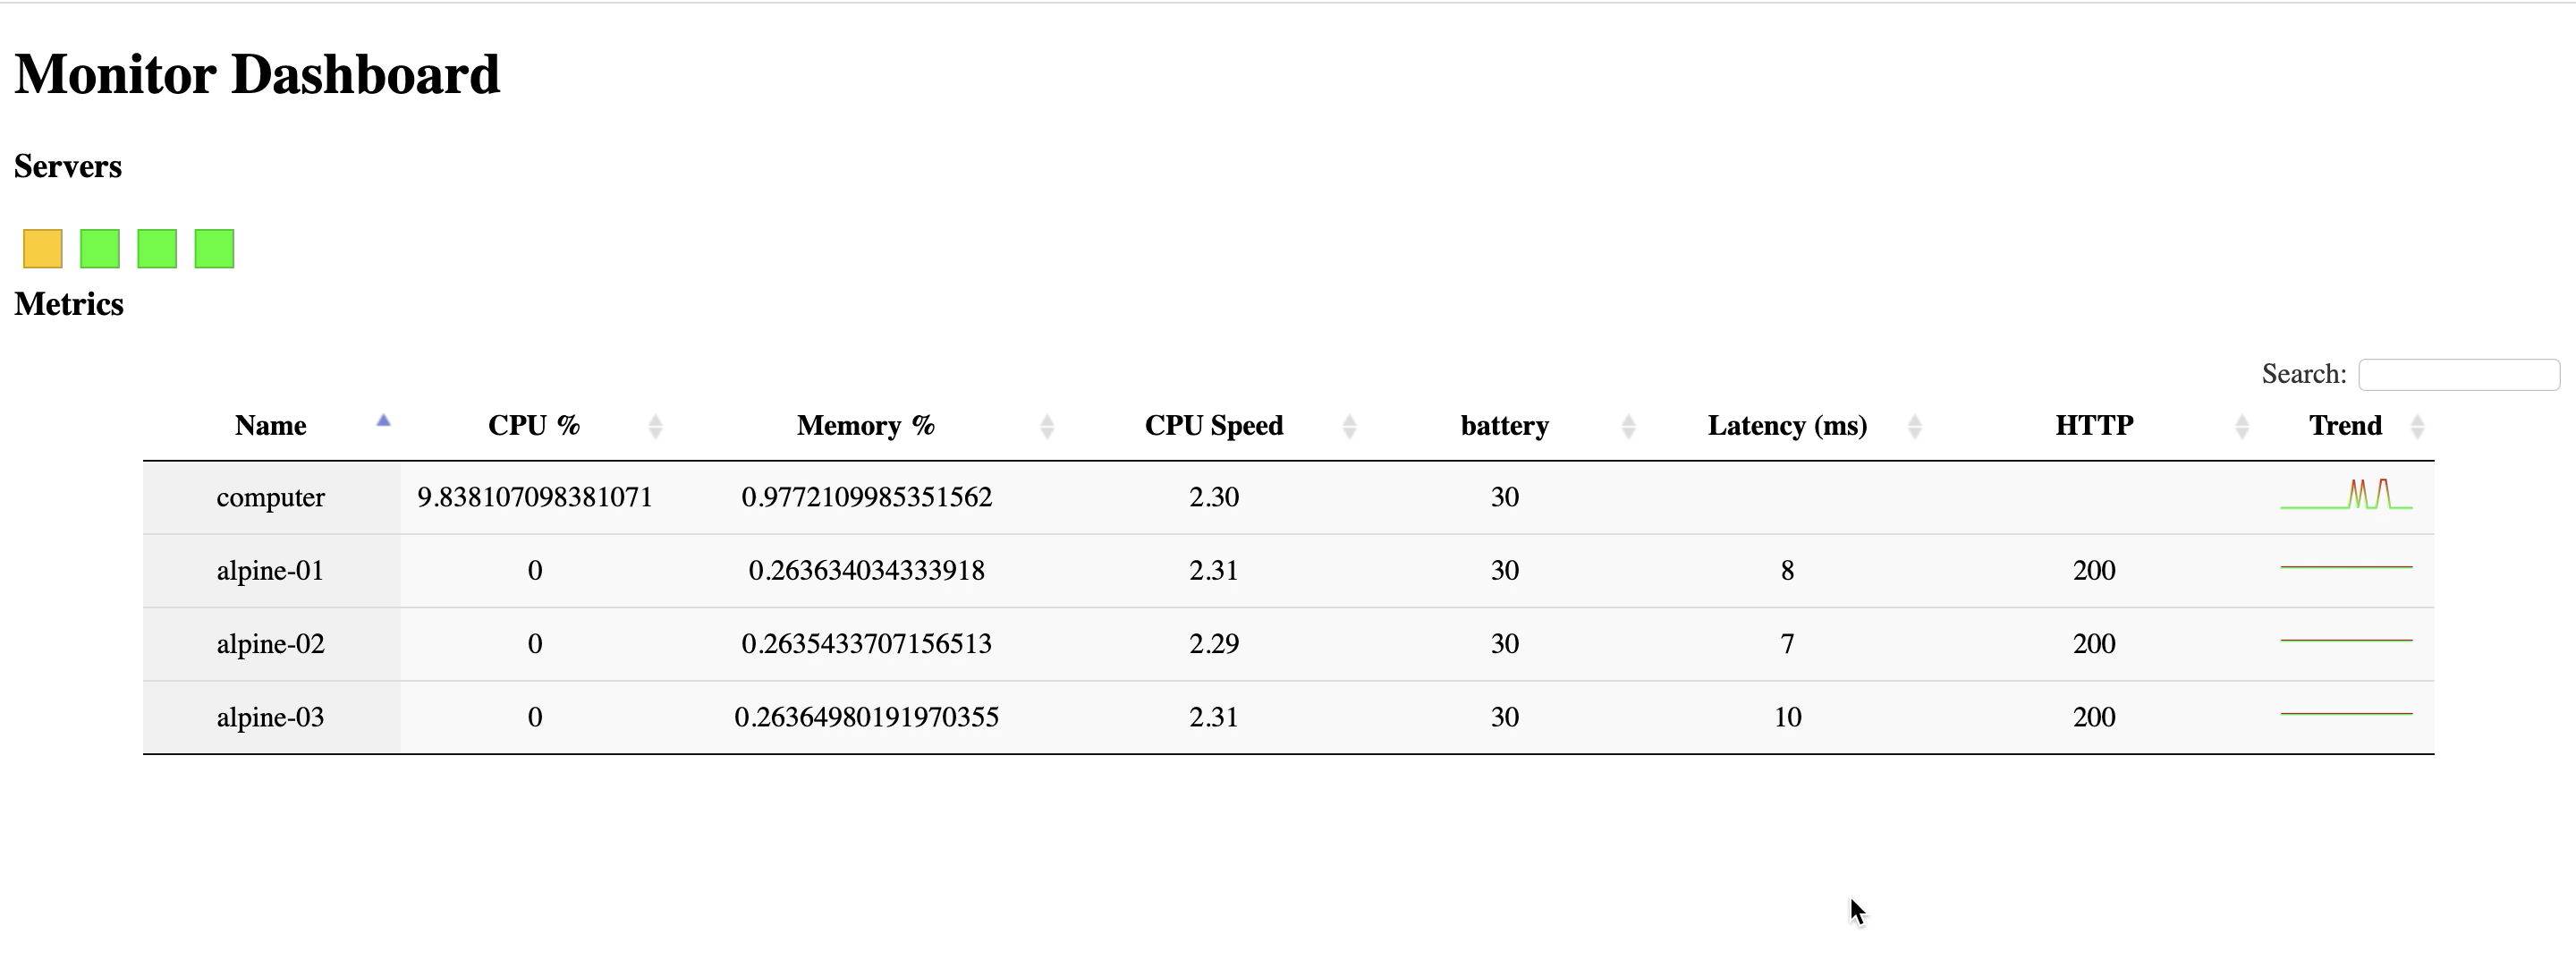 Monitor Dashboard
Servers
Metrics
Search:
Name CPU % Memory % CPU Speed battery Latency (ms) HTTP Trend
computer 9.838107098381071 0.9772109985351562 2.30 30
alpine-01 0 0.263634034333918 2.31 30 8 200
alpine-02 0 0.2635433707156513 2.29 30 7 200
alpine-03 0 0.26364980191970355 2.31 30 10 200